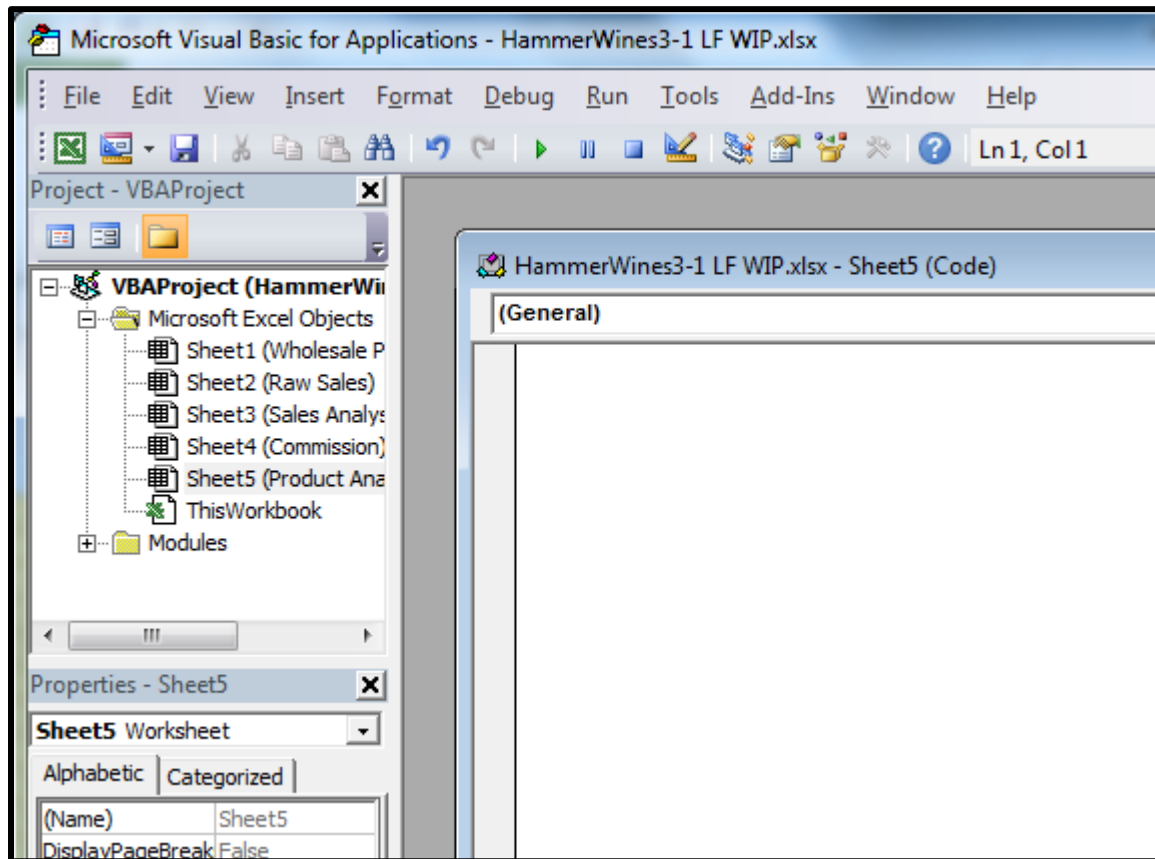 Microsoft Visual Basic for Applications - HammerWines3-1 LF WIP.xlsx
File Edit View Insert Format Debug Run Tools Add-Ins Window Help
Ln 1, Col 1
Project - VBAProject
VBAProject (HammerWi
Microsoft Excel Objects
Sheet1 (Wholesale P
Sheet2 (Raw Sales)
Sheet3 (Sales Analys
Sheet4 (Commission)
Sheet5 (Product Ana
ThisWorkbook
Modules
Properties - Sheet5
Sheet5 Worksheet
Alphabetic Categorized
(Name) Sheet5
DisplayPageBreak False
HammerWines3-1 LF WIP.xlsx - Sheet5 (Code)
(General)